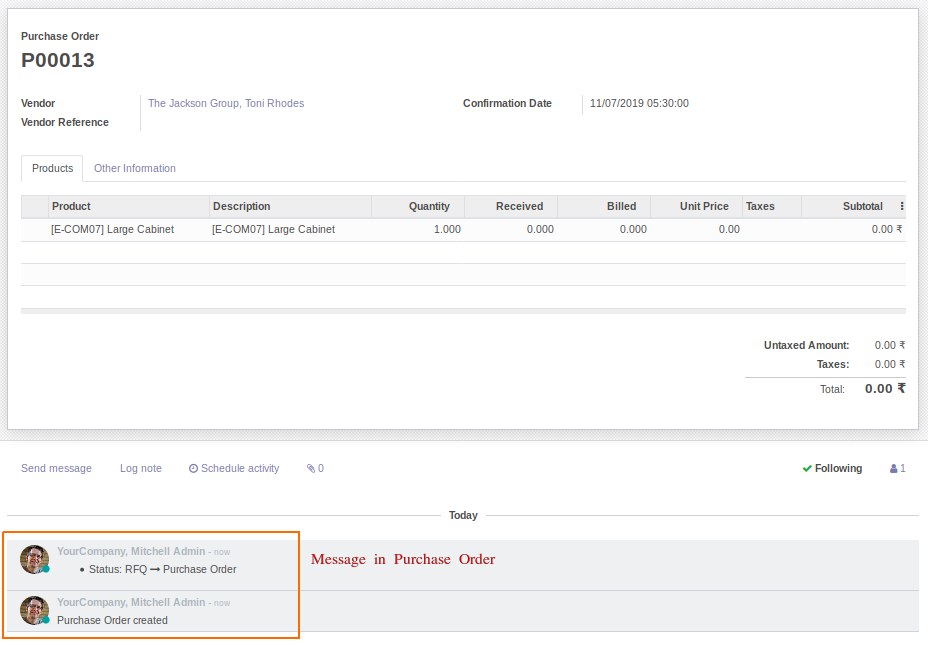 Purchase Order
P00013
Vendor The Jackson Group, Toni Rhodes Confirmation Date 11/07/2019 05:30:00
Vendor Reference
Products Other Information
Product Description Quantity Received Billed Unit Price Taxes Subtotal
[E-COM07] Large Cabinet [E-COM07] Large Cabinet 1.000 0.000 0.000 0.00 0.00 ₹
Untaxed Amount: 0.00 ₹
Taxes: 0.00 ₹
Total: 0.00 ₹
Send message Log note Schedule activity 0 Following 1
Today
YourCompany, Mitchell Admin - now
• Status: RFQ → Purchase Order
Message in Purchase Order
YourCompany, Mitchell Admin - now
Purchase Order created